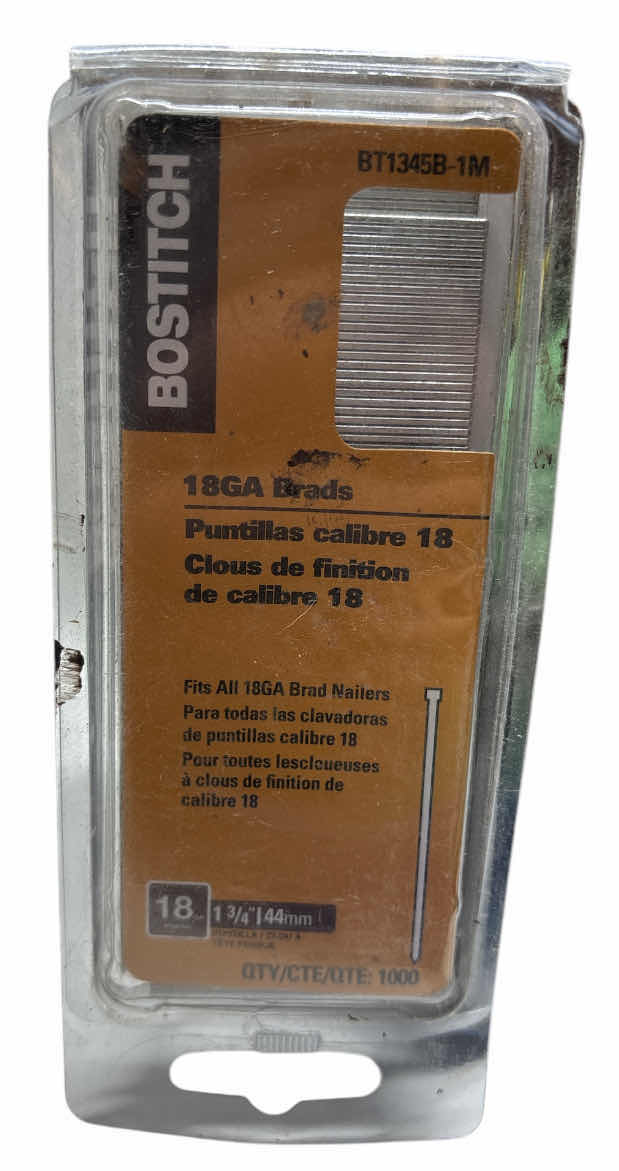 BOSTITCH
BT1345B-1M
18GA Brads
Puntillas calibre 18
Clous de finition
de calibre 18
Fits All 18GA Brad Nailers
Para todas las clavadoras
de puntillas calibre 18
Pour toutes lescloueuses
à clous de finition de
calibre 18
18
1 3/4" | 44mm
QTY/CTE/QTE: 1000